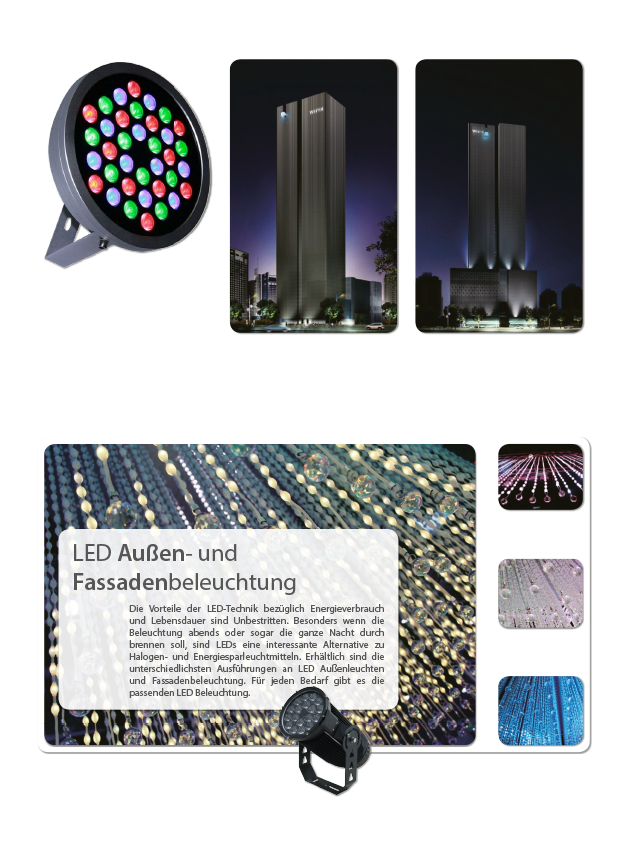 LED Außen- und
Fassadenbeleuchtung
Die Vorteile der LED-Technik bezüglich Energieverbrauch
und Lebensdauer sind Unbestritten. Besonders wenn die
Beleuchtung abends oder sogar die ganze Nacht durch
brennen soll, sind LEDs eine interessante Alternative zu
Halogen- und Energiesparleuchtmitteln. Erhältlich sind die
unterschiedlichsten Ausführungen an LED Außenleuchten
und Fassadenbeleuchtung. Für jeden Bedarf gibt es die
passenden LED Beleuchtung.